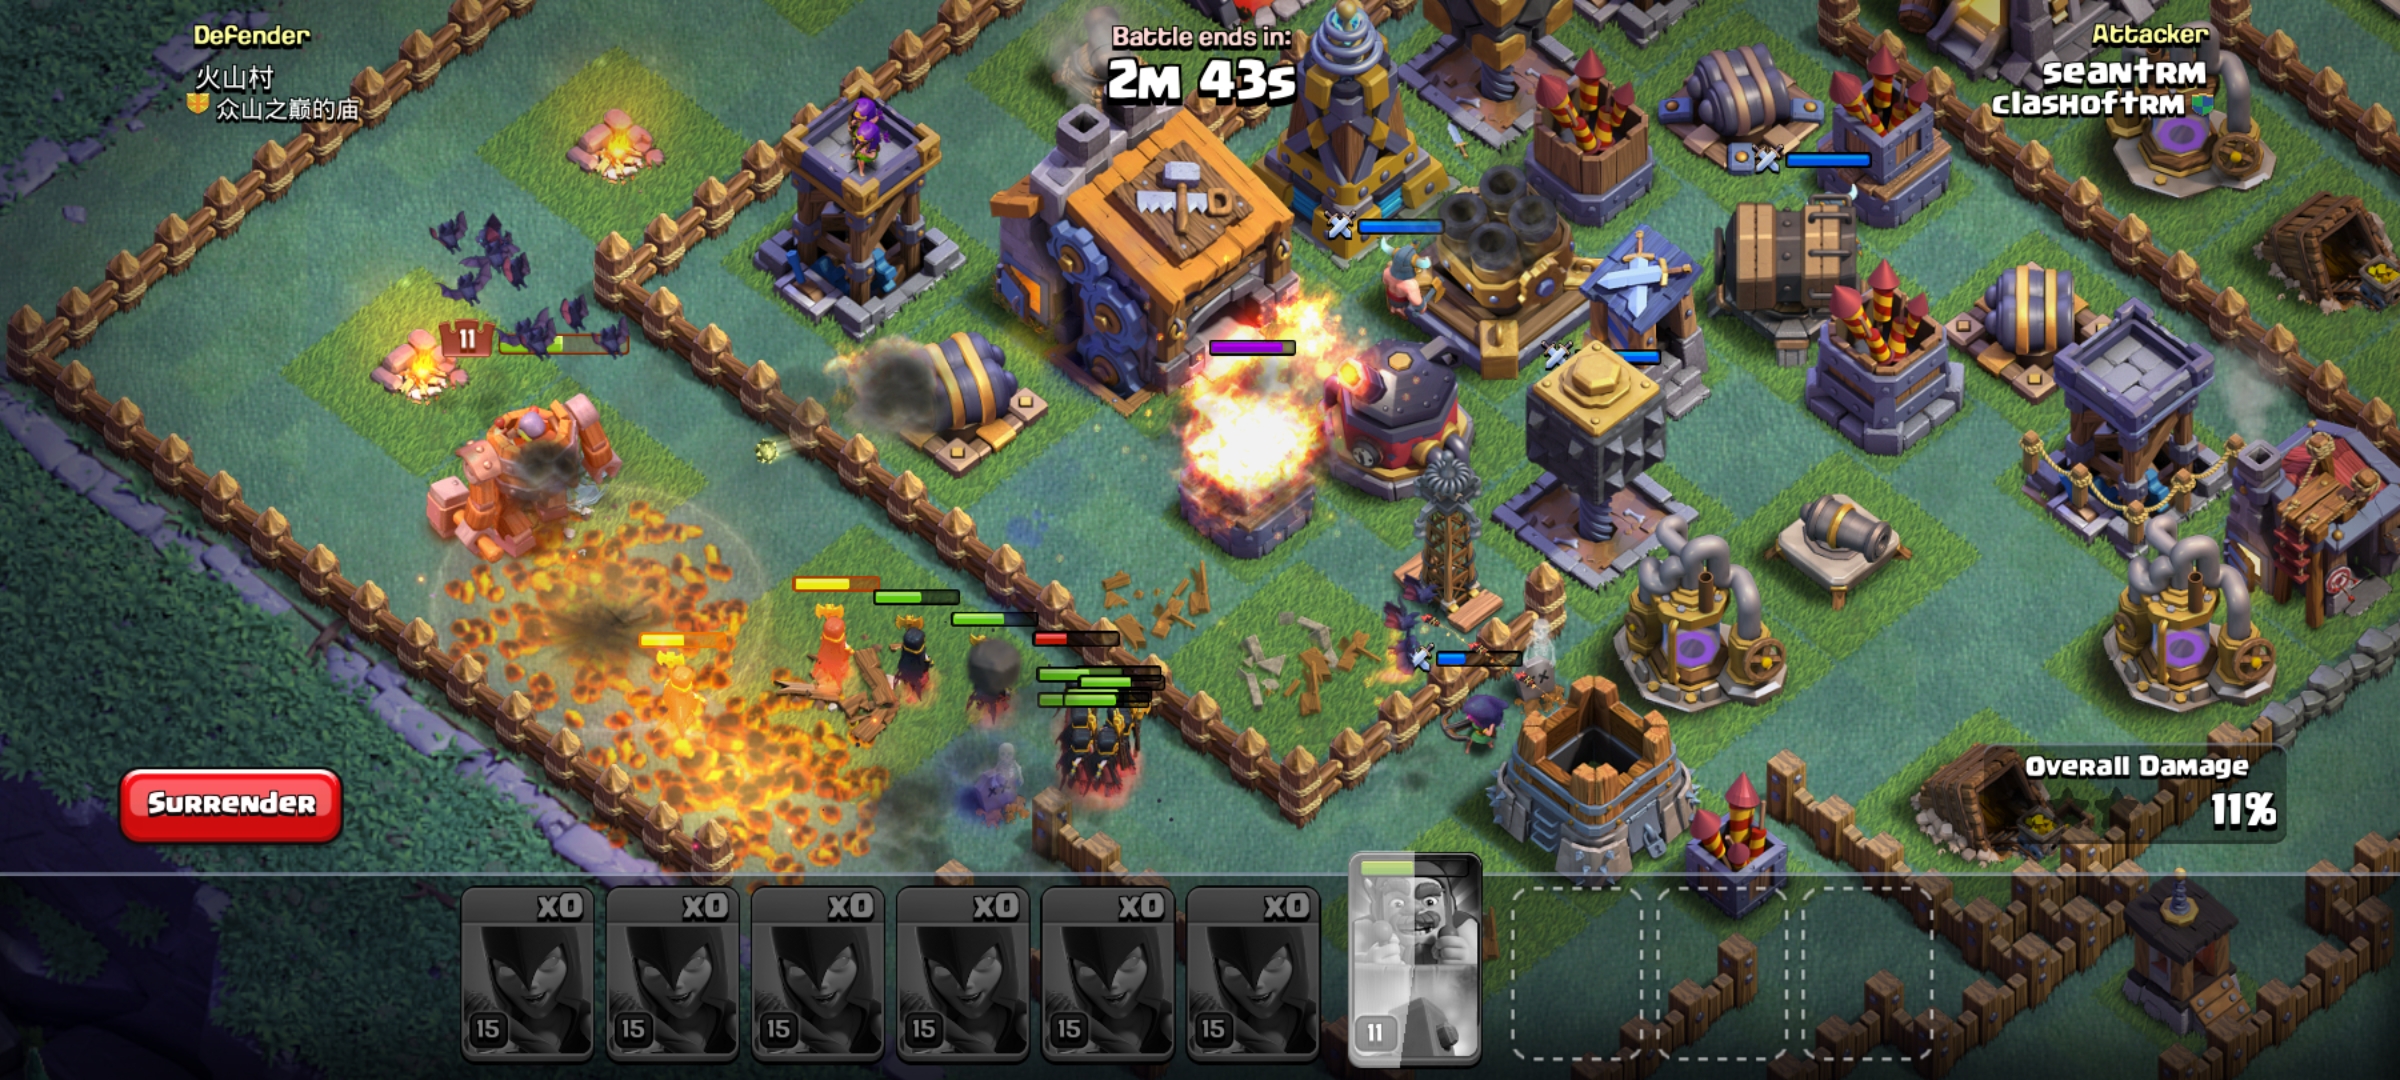 Defender
火山村
众山之巅的庙
Battle ends in:
2M 43s
Attacker
seantRM
clashoftRM
11
Surrender
Overall Damage
11%
x0
x0
x0
x0
x0
x0
15
15
15
15
15
15
11